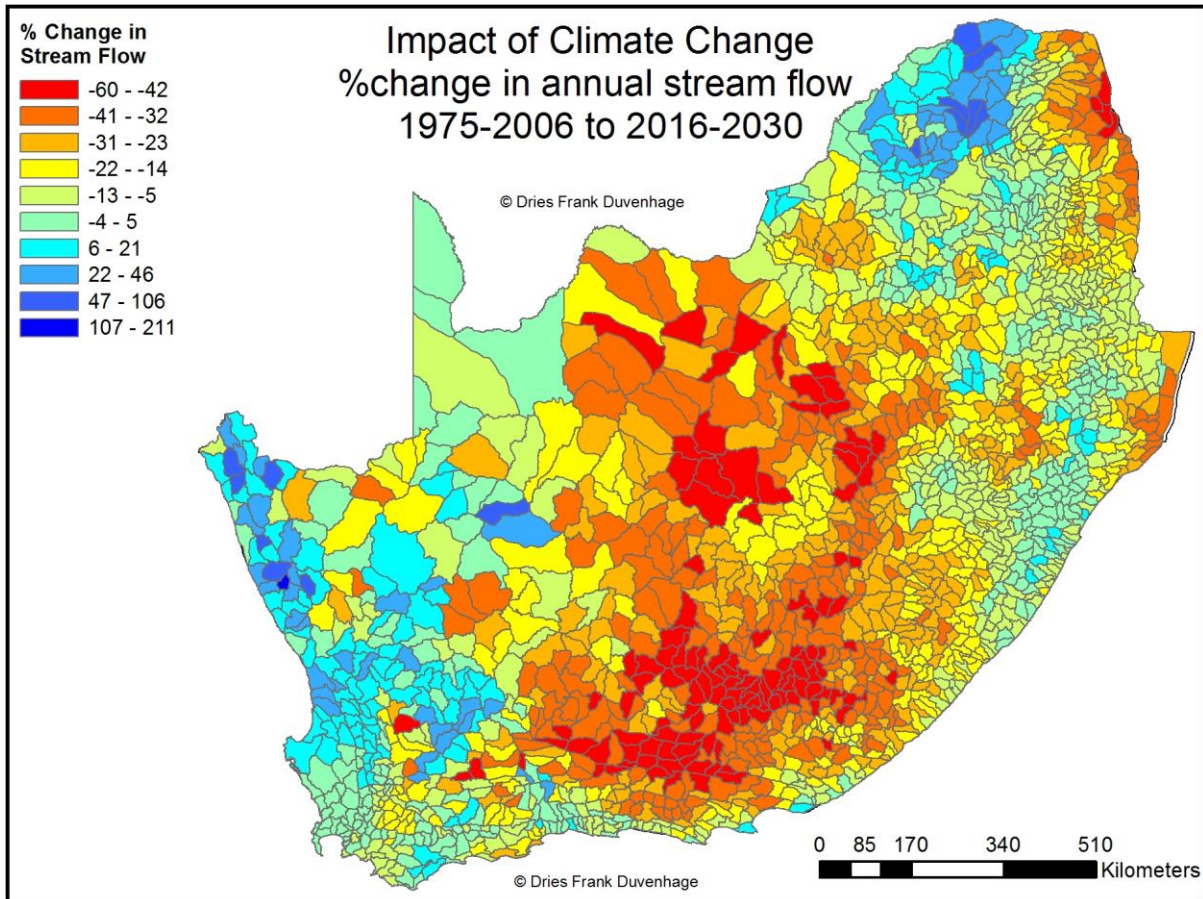 % Change in
Stream Flow
-60 - -42
-41 - -32
-31 - -23
-22 - -14
-13 - -5
-4 - 5
6 - 21
22 - 46
47 - 106
107 - 211
Impact of Climate Change
%change in annual stream flow
1975-2006 to 2016-2030
© Dries Frank Duvenhage
0 85 170 340 510
Kilometers
© Dries Frank Duvenhage